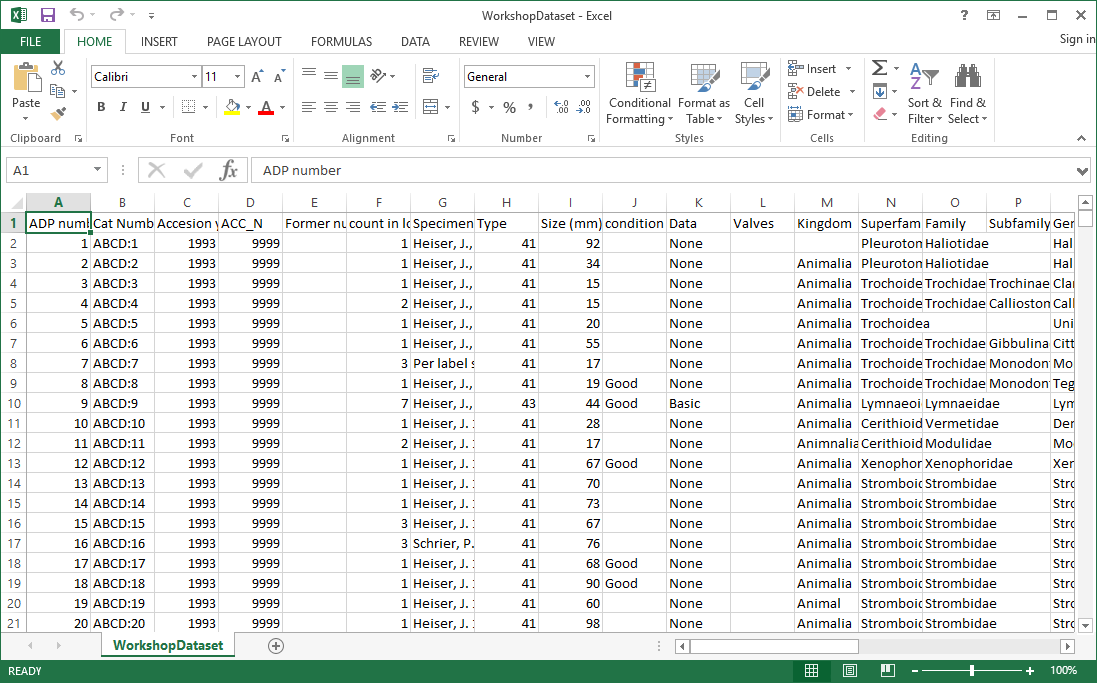 WorkshopDataset - Excel
?
Sign in
FILE HOME INSERT PAGE LAYOUT FORMULAS DATA REVIEW VIEW
Calibri 11 A A General Insert Σ
Paste B I U A $ % , .0 .00 Conditional Formatting Format as Table Cell Styles Delete Sort & Filter Find & Select
Format
Clipboard Font Alignment Number Styles Cells Editing
A1 fx ADP number
A B C D E F G H I J K L M N O P
1 ADP num Cat Numb Accesion y ACC_N Former nu count in lo Specimen Type Size (mm) condition Data Valves Kingdom Superfam Family Subfamily Ger
2 1 ABCD:1 1993 9999 1 Heiser, J., 41 92 None Pleuroton Haliotidae Hal
3 2 ABCD:2 1993 9999 1 Heiser, J., 41 34 None Animalia Pleuroton Haliotidae Hal
4 3 ABCD:3 1993 9999 1 Heiser, J., 41 15 None Animalia Trochoide Trochidae Trochinae Cla
5 4 ABCD:4 1993 9999 2 Heiser, J., 41 15 None Animalia Trochoide Trochidae Calliostom Call
6 5 ABCD:5 1993 9999 1 Heiser, J., 41 20 None Animalia Trochoidea Uni
7 6 ABCD:6 1993 9999 1 Heiser, J., 41 55 None Animalia Trochoide Trochidae Gibbulina Citt
8 7 ABCD:7 1993 9999 3 Per label s 41 17 None Animalia Trochoide Trochidae Monodon Mo
9 8 ABCD:8 1993 9999 1 Heiser, J., 41 19 Good None Animalia Trochoide Trochidae Monodon Teg
10 9 ABCD:9 1993 9999 7 Heiser, J., 43 44 Good Basic Animalia Lymnaeoi Lymnaeidae Lym
11 10 ABCD:10 1993 9999 1 Heiser, J. 41 28 None Animalia Cerithioid Vermetidae Der
12 11 ABCD:11 1993 9999 2 Heiser, J. 41 17 None Animnalia Cerithioid Modulidae Mo
13 12 ABCD:12 1993 9999 1 Heiser, J. 41 67 Good None Animalia Xenophor Xenophoridae Xer
14 13 ABCD:13 1993 9999 1 Heiser, J. 41 70 None Animalia Stromboid Strombidae Stro
15 14 ABCD:14 1993 9999 1 Heiser, J. 41 73 None Animalia Stromboid Strombidae Stro
16 15 ABCD:15 1993 9999 3 Heiser, J. 41 67 None Animalia Stromboid Strombidae Stro
17 16 ABCD:16 1993 9999 3 Schrier, P. 41 76 None Animalia Stromboid Strombidae Stro
18 17 ABCD:17 1993 9999 1 Heiser, J. 41 68 Good None Animalia Stromboid Strombidae Stro
19 18 ABCD:18 1993 9999 1 Heiser, J. 41 90 Good None Animalia Stromboid Strombidae Stro
20 19 ABCD:19 1993 9999 1 Heiser, J. 41 60 None Animal Stromboid Strombidae Stro
21 20 ABCD:20 1993 9999 1 Heiser, J. 41 98 None Animalia Stromboid Strombidae Stro
WorkshopDataset
READY 100%